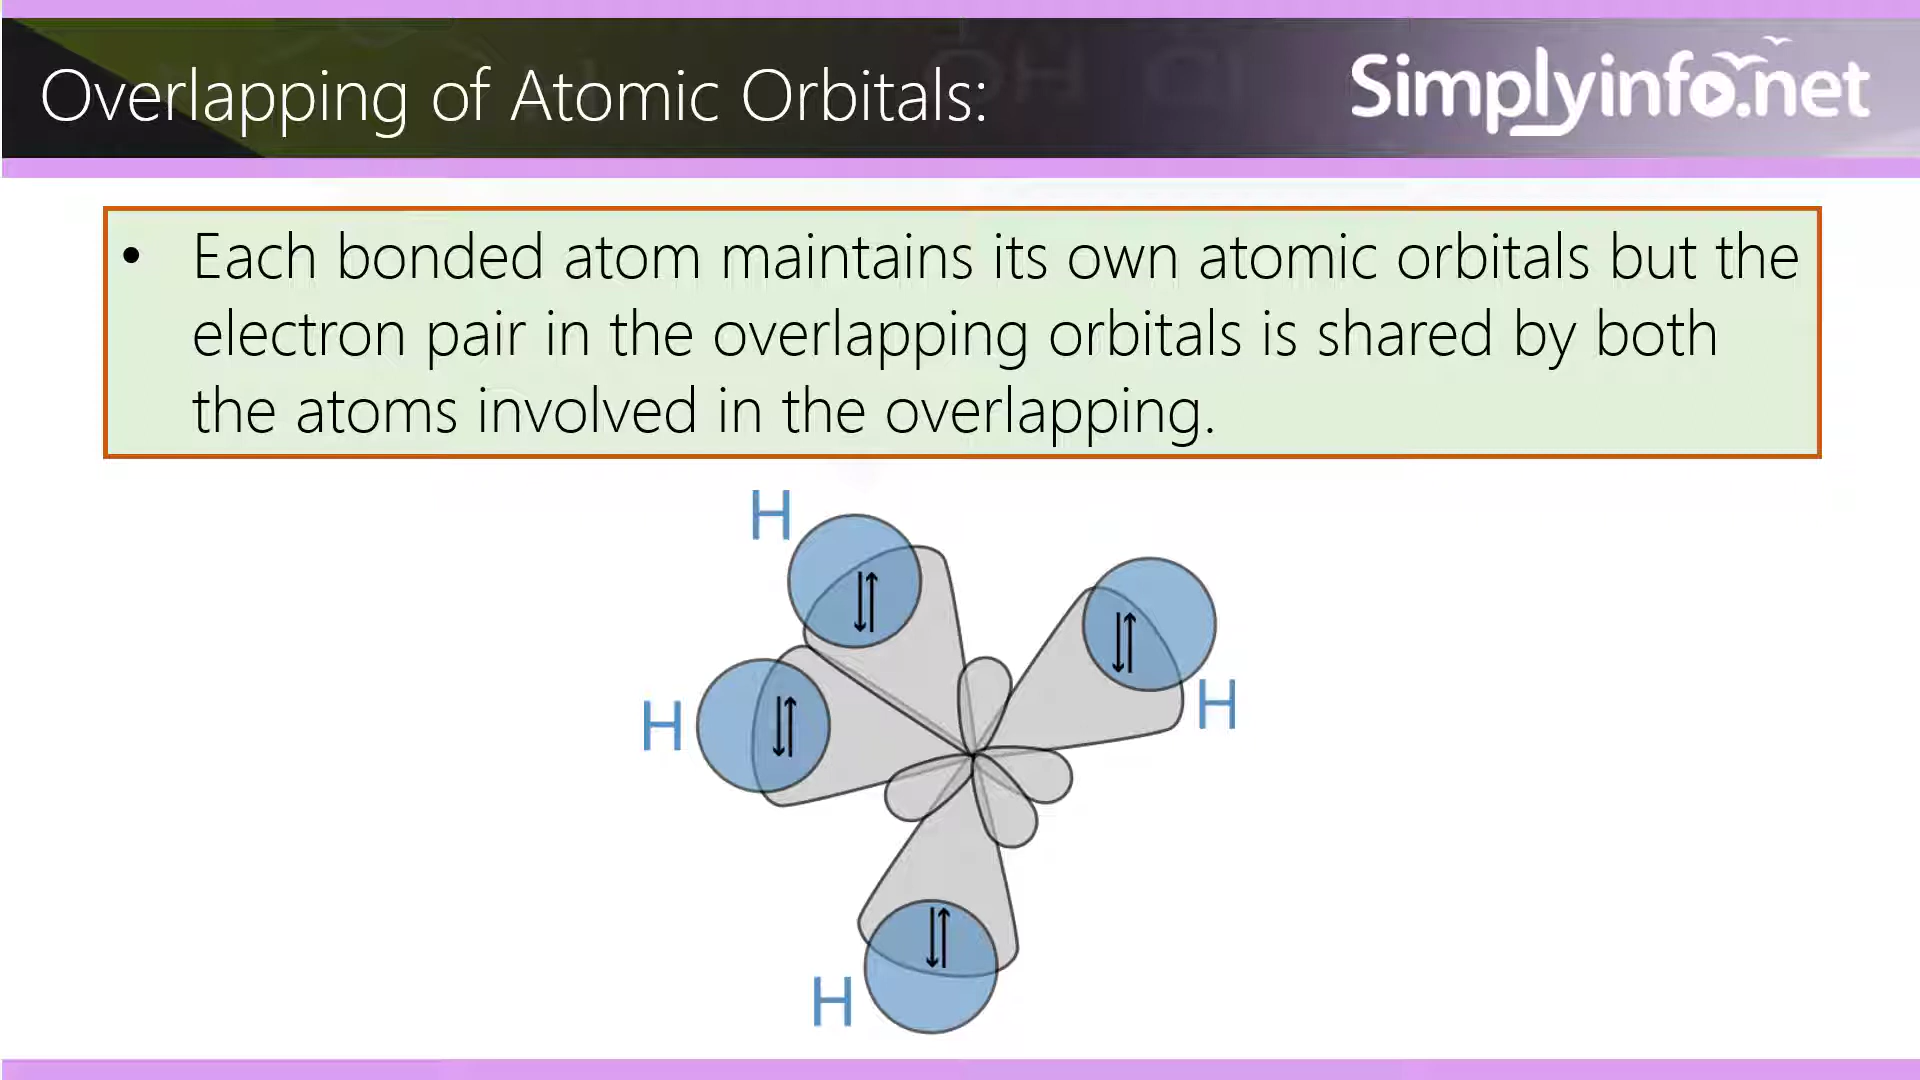 Overlapping of Atomic Orbitals:
Simplyinfo.net
• Each bonded atom maintains its own atomic orbitals but the
electron pair in the overlapping orbitals is shared by both
the atoms involved in the overlapping.
H
H
H
H